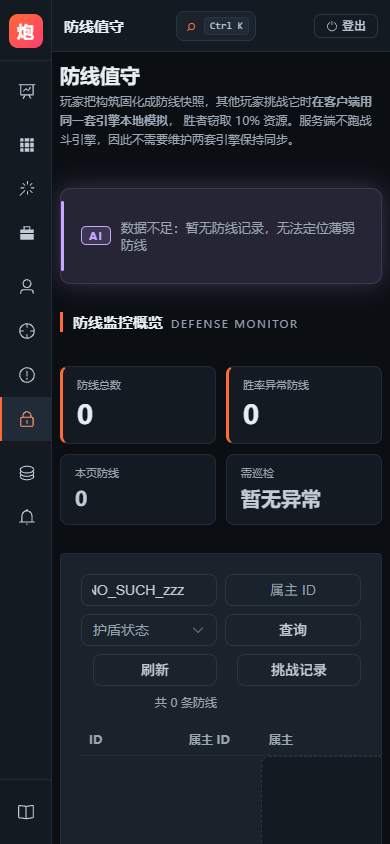 炮
防线值守
Ctrl K
登出
防线值守
玩家把构筑固化成防线快照，其他玩家挑战它时在客户端用
同一套引擎本地模拟， 胜者窃取 10% 资源。服务端不跑战
斗引擎，因此不需要维护两套引擎保持同步。
AI
数据不足：暂无防线记录，无法定位薄弱
防线
防线监控概览 DEFENSE MONITOR
防线总数
0
胜率异常防线
0
本页防线
0
需巡检
暂无异常
NO_SUCH_zzz
属主 ID
护盾状态
查询
刷新
挑战记录
共 0 条防线
ID
属主 ID
属主